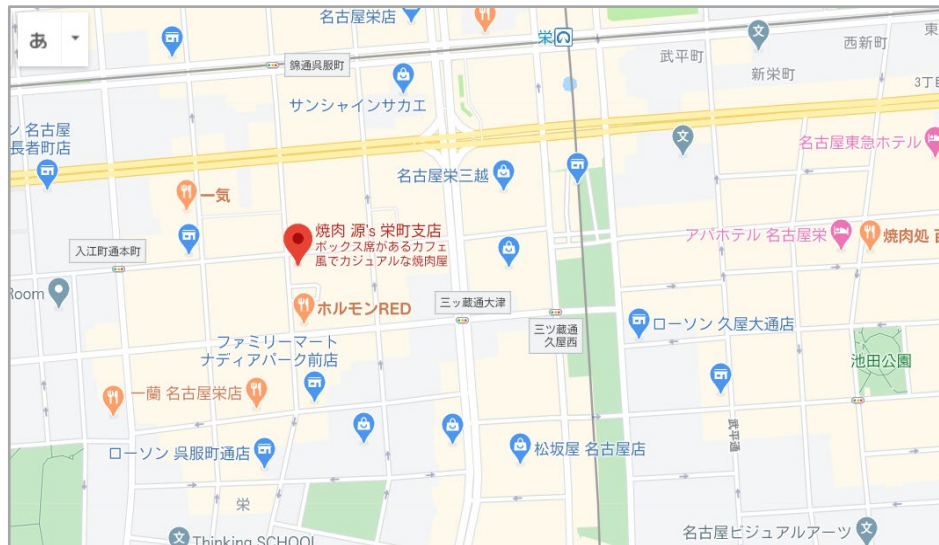 あ
名古屋栄店
栄
錦通呉服町
サンシャインサカエ
武平町
西新町
東
新栄町
3丁目
ン 名古屋
長者町店
名古屋栄三越
名古屋東急ホテル
一気
焼肉 源's 栄町支店
ボックス席があるカフェ
風でカジュアルな焼肉屋
入江町通本町
アパホテル 名古屋栄
焼肉処
Room
ホルモンRED
三ッ蔵通大津
三ツ蔵通
久屋西
ローソン 久屋大通店
ファミリーマート
ナディアパーク前店
池田公園
一蘭 名古屋栄店
武平通
ローソン 呉服町通店
松坂屋 名古屋店
栄
Thinking SCHOOL
名古屋ビジュアルアーツ